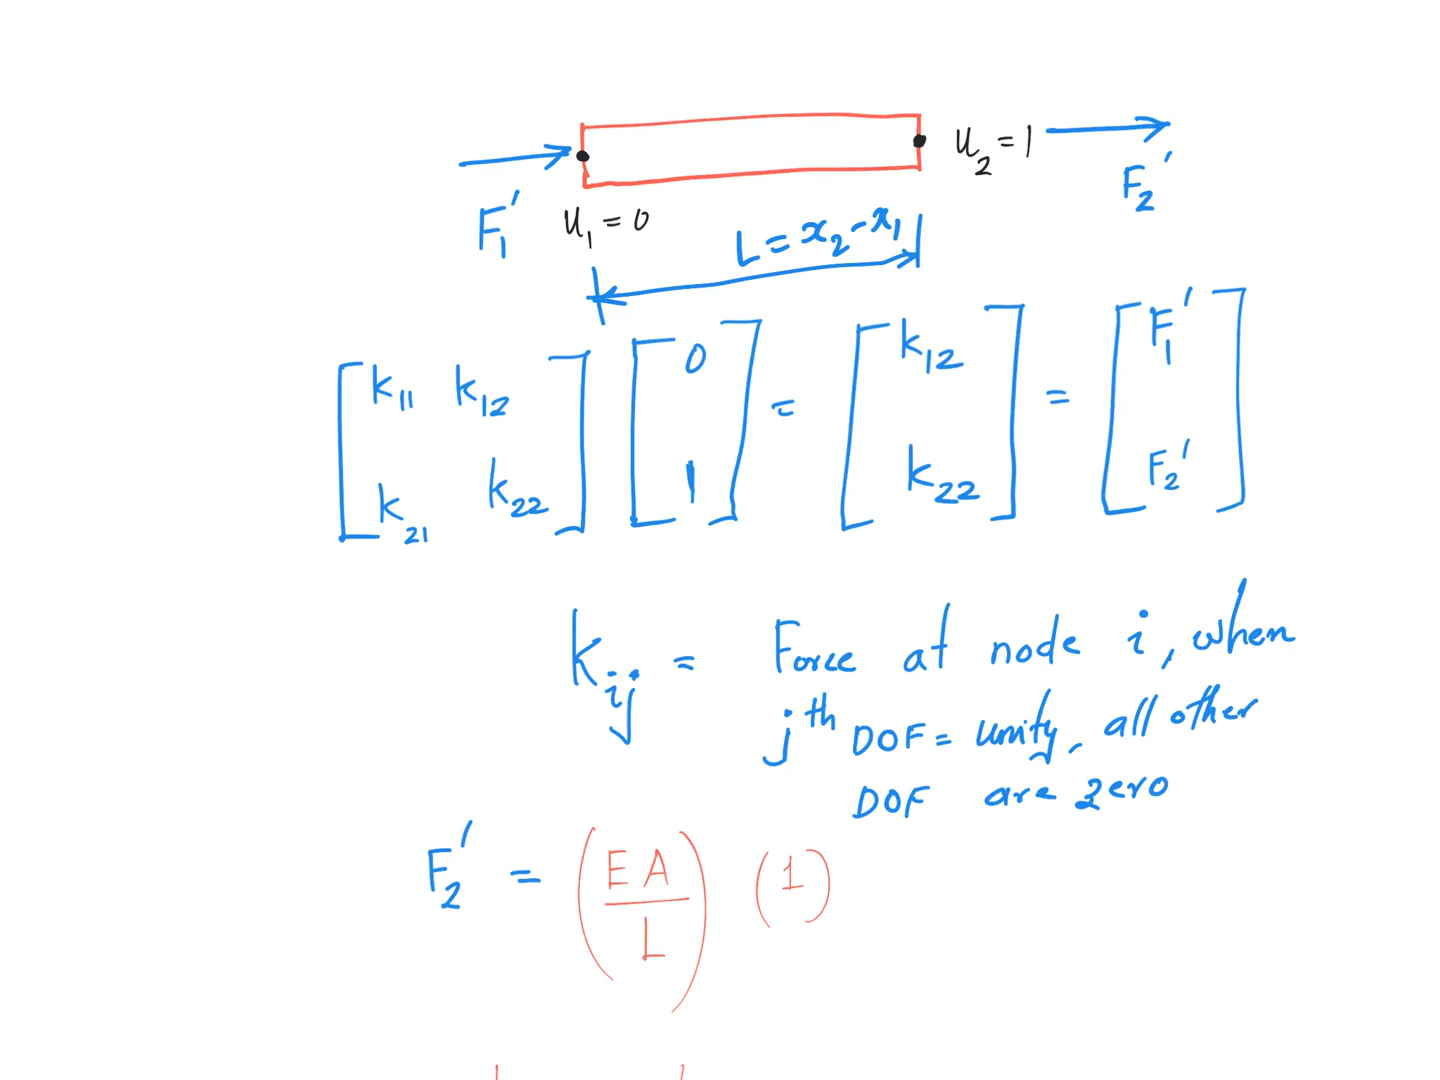 F₁′ u₁ = 0 u₂ = 1 F₂′
L = x₂ - x₁
[k₁₁ k₁₂; k₂₁ k₂₂] [0; 1] = [k₁₂; k₂₂] = [F₁′; F₂′]
kᵢⱼ = Force at node i, when
jᵗʰ DOF = unity, all other
DOF are zero
F₂′ = (EA/L) (1)